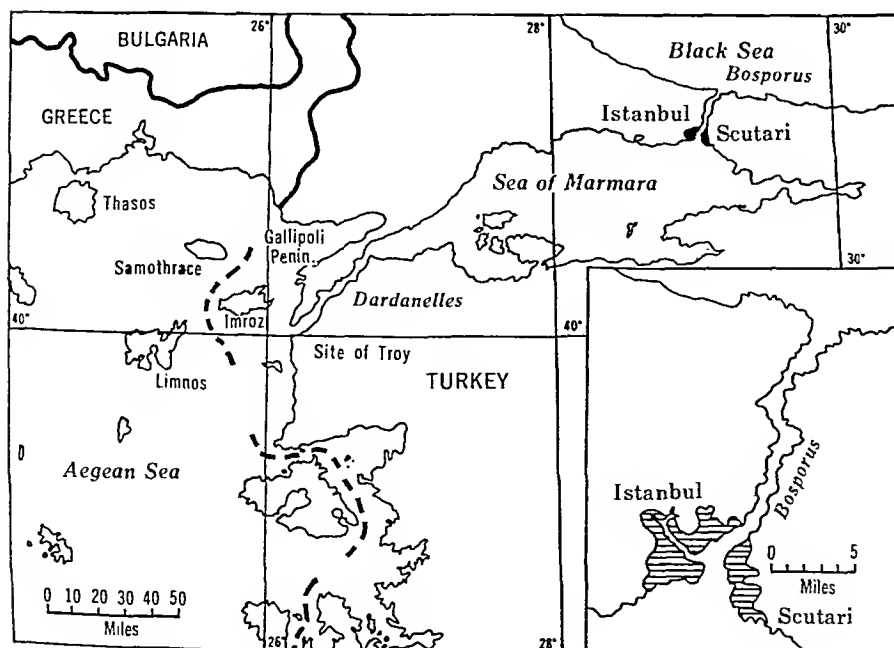 26°
28°
30°
BULGARIA
Black Sea
Bosporus
Istanbul
Scutari
GREECE
Sea of Marmara
Thasos
Gallipoli
Penin.
Samothrace
30°
Dardanelles
Imroz
40°
40°
Site of Troy
Limnos
TURKEY
Aegean Sea
Istanbul
Bosporus
0 5
Miles
0 10 20 30 40 50
Miles
Scutari
26°
28°